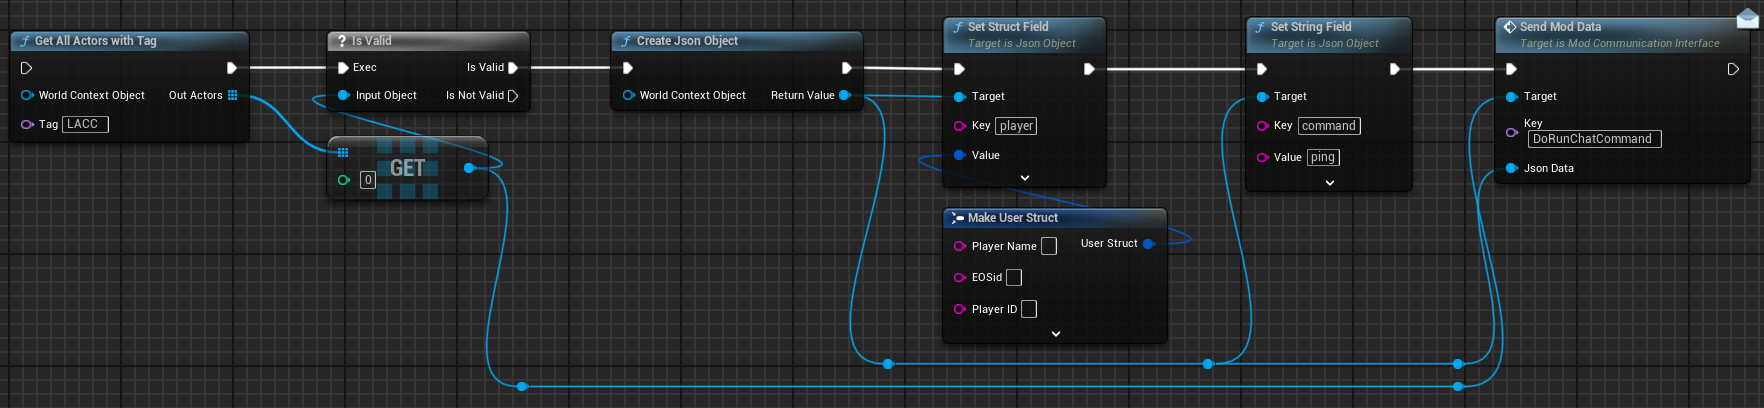 Get All Actors with Tag
World Context Object
Out Actors
Tag
LACC
? Is Valid
Exec
Is Valid
Input Object
Is Not Valid
GET
0
f Create Json Object
World Context Object
Return Value
f Set Struct Field
Target is Json Object
Target
Key
player
Value
Make User Struct
Player Name
User Struct
EOSid
Player ID
f Set String Field
Target is Json Object
Target
Key
command
Value
ping
Send Mod Data
Target is Mod Communication Interface
Target
Key
DoRunChatCommand
Json Data